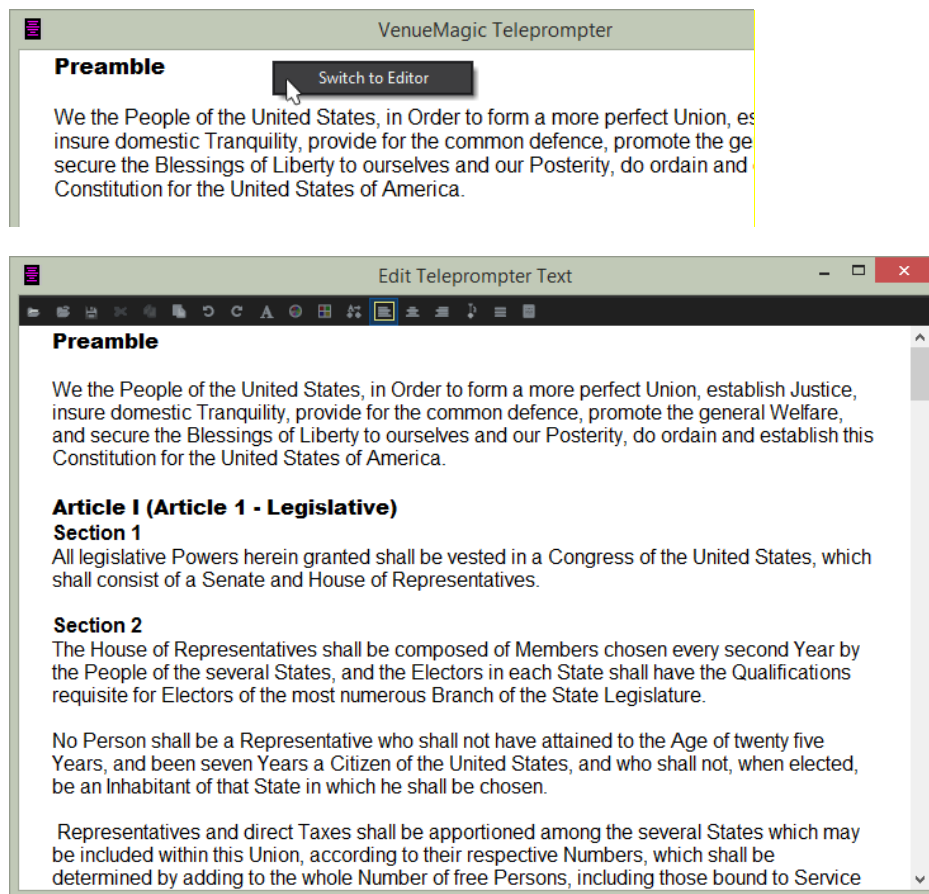 VenueMagic Teleprompter
Preamble
Switch to Editor
We the People of the United States, in Order to form a more perfect Union, es
insure domestic Tranquility, provide for the common defence, promote the ge
secure the Blessings of Liberty to ourselves and our Posterity, do ordain and
Constitution for the United States of America.
Edit Teleprompter Text
Preamble
We the People of the United States, in Order to form a more perfect Union, establish Justice,
insure domestic Tranquility, provide for the common defence, promote the general Welfare,
and secure the Blessings of Liberty to ourselves and our Posterity, do ordain and establish this
Constitution for the United States of America.
Article I (Article 1 - Legislative)
Section 1
All legislative Powers herein granted shall be vested in a Congress of the United States, which
shall consist of a Senate and House of Representatives.
Section 2
The House of Representatives shall be composed of Members chosen every second Year by
the People of the several States, and the Electors in each State shall have the Qualifications
requisite for Electors of the most numerous Branch of the State Legislature.
No Person shall be a Representative who shall not have attained to the Age of twenty five
Years, and been seven Years a Citizen of the United States, and who shall not, when elected,
be an Inhabitant of that State in which he shall be chosen.
Representatives and direct Taxes shall be apportioned among the several States which may
be included within this Union, according to their respective Numbers, which shall be
determined by adding to the whole Number of free Persons, including those bound to Service